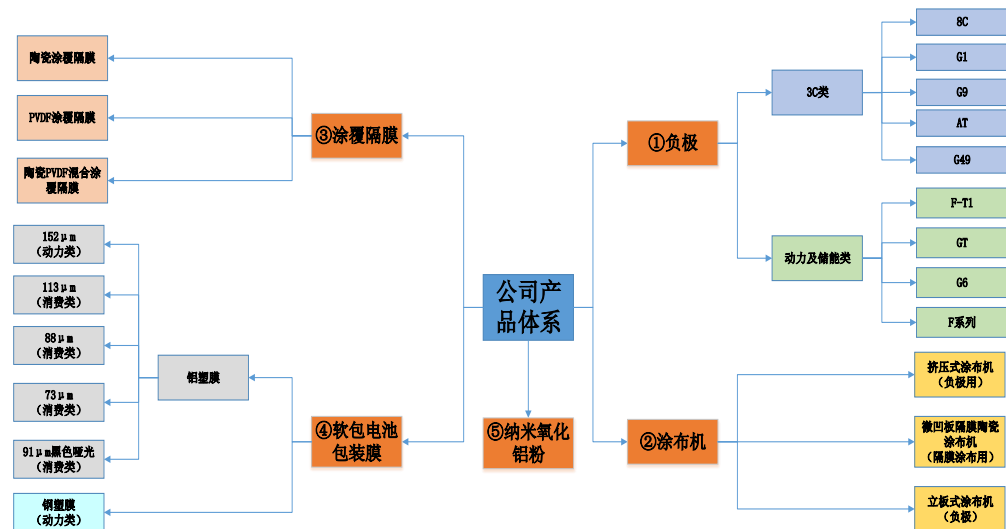 公司产
品体系
①负极
3C类
8C
G1
G9
AT
G49
动力及储能类
F-T1
GT
G6
F系列
②涂布机
挤压式涂布机
（负极用）
微凹板隔膜陶瓷
涂布机
（隔膜涂布用）
立板式涂布机
（负极）
③涂覆隔膜
陶瓷涂覆隔膜
PVDF涂覆隔膜
陶瓷PVDF混合涂
覆隔膜
④软包电池
包装膜
铝塑膜
152μm
（动力类）
113μm
（消费类）
88μm
（消费类）
73μm
（消费类）
91μm黑色哑光
（消费类）
钢塑膜
（动力类）
⑤纳米氧化
铝粉